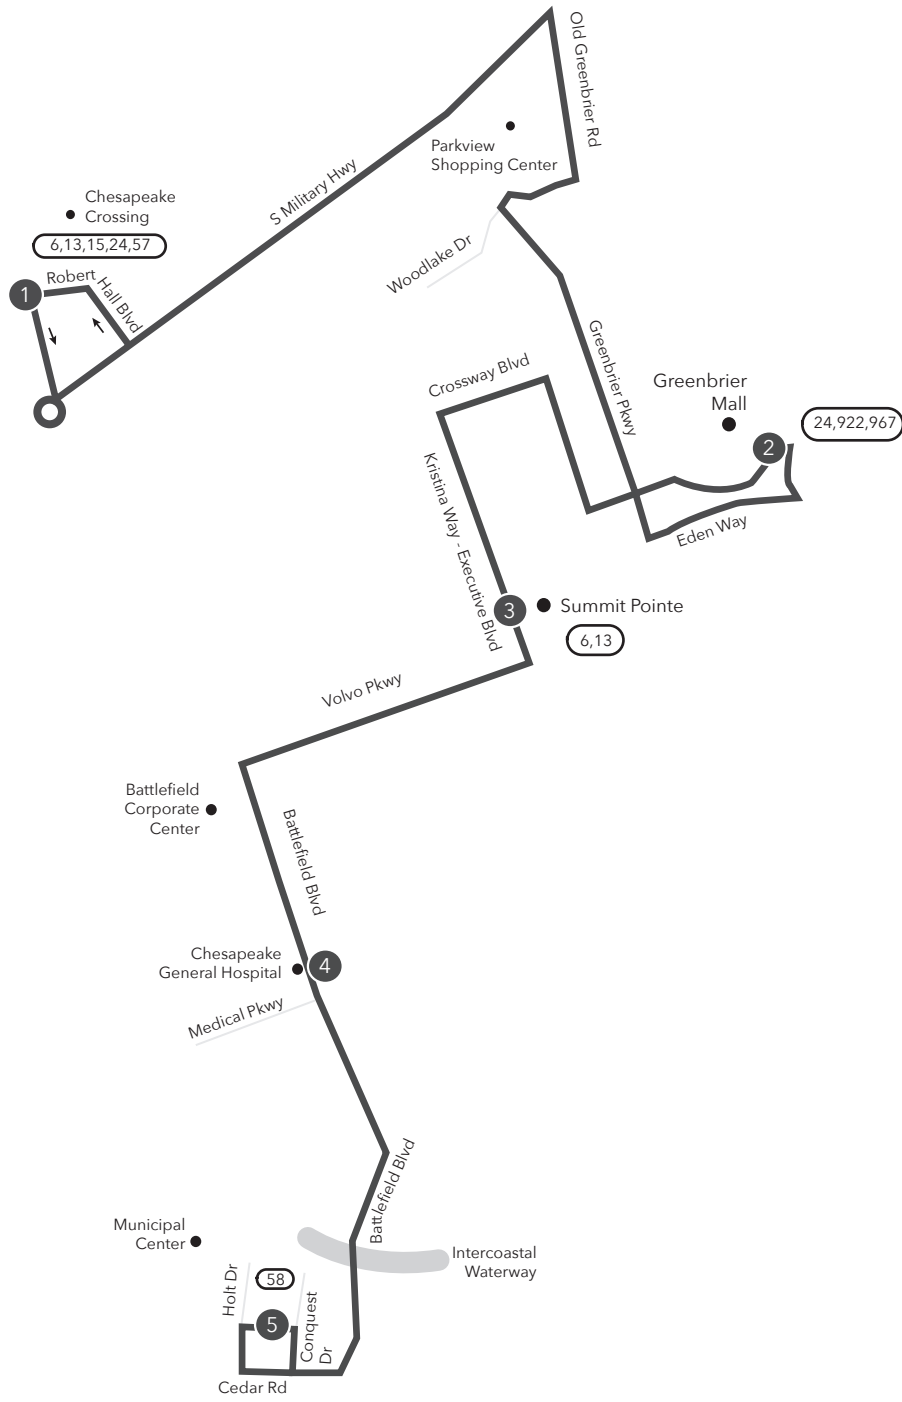 Old Greenbrier Rd
Parkview
Shopping Center
S Military Hwy
Chesapeake
Crossing
6,13,15,24,57
Robert
Hall Blvd
1
Woodlake Dr
Greenbrier Pkwy
Crossway Blvd
Greenbrier
Mall
24,922,967
2
Eden Way
Kristina Way - Executive Blvd
3
Summit Pointe
6,13
Volvo Pkwy
Battlefield
Corporate
Center
Battlefield Blvd
Chesapeake
General Hospital
4
Medical Pkwy
Battlefield Blvd
Municipal
Center
Intercoastal
Waterway
Holt Dr
58
5
Conquest
Dr
Cedar Rd